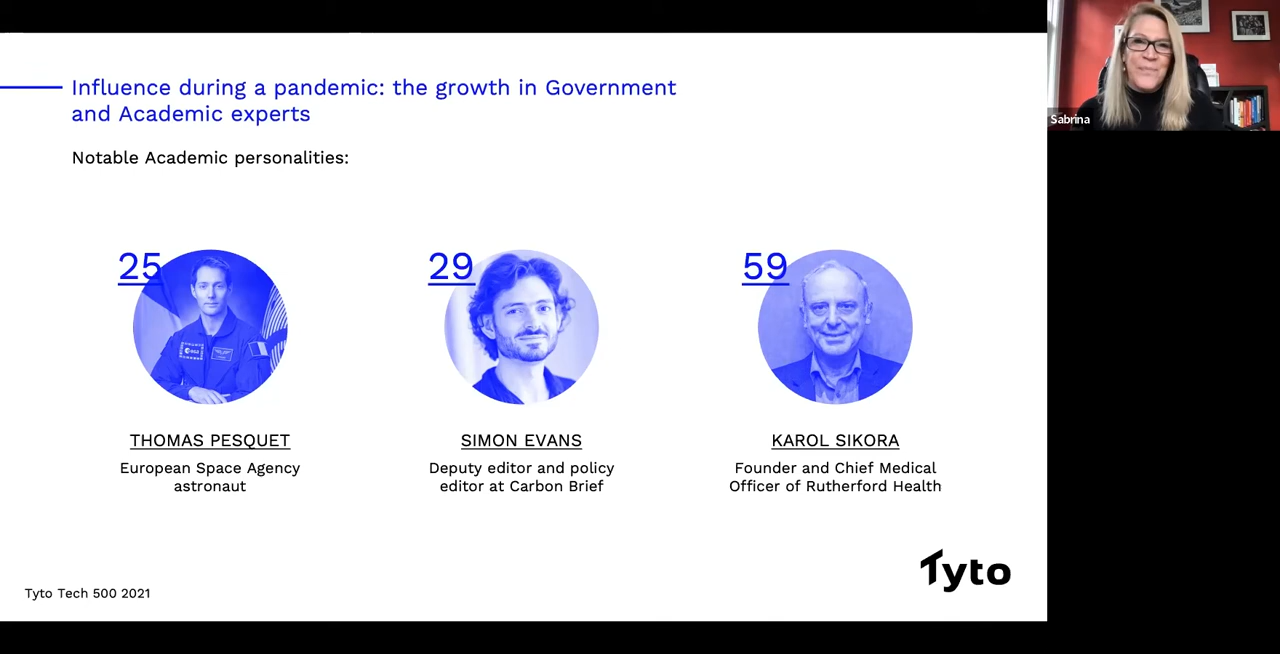 Influence during a pandemic: the growth in Government
and Academic experts
Notable Academic personalities:
25
29
59
THOMAS PESQUET
European Space Agency
astronaut
SIMON EVANS
Deputy editor and policy
editor at Carbon Brief
KAROL SIKORA
Founder and Chief Medical
Officer of Rutherford Health
Tyto
Tyto Tech 500 2021
Sabrina